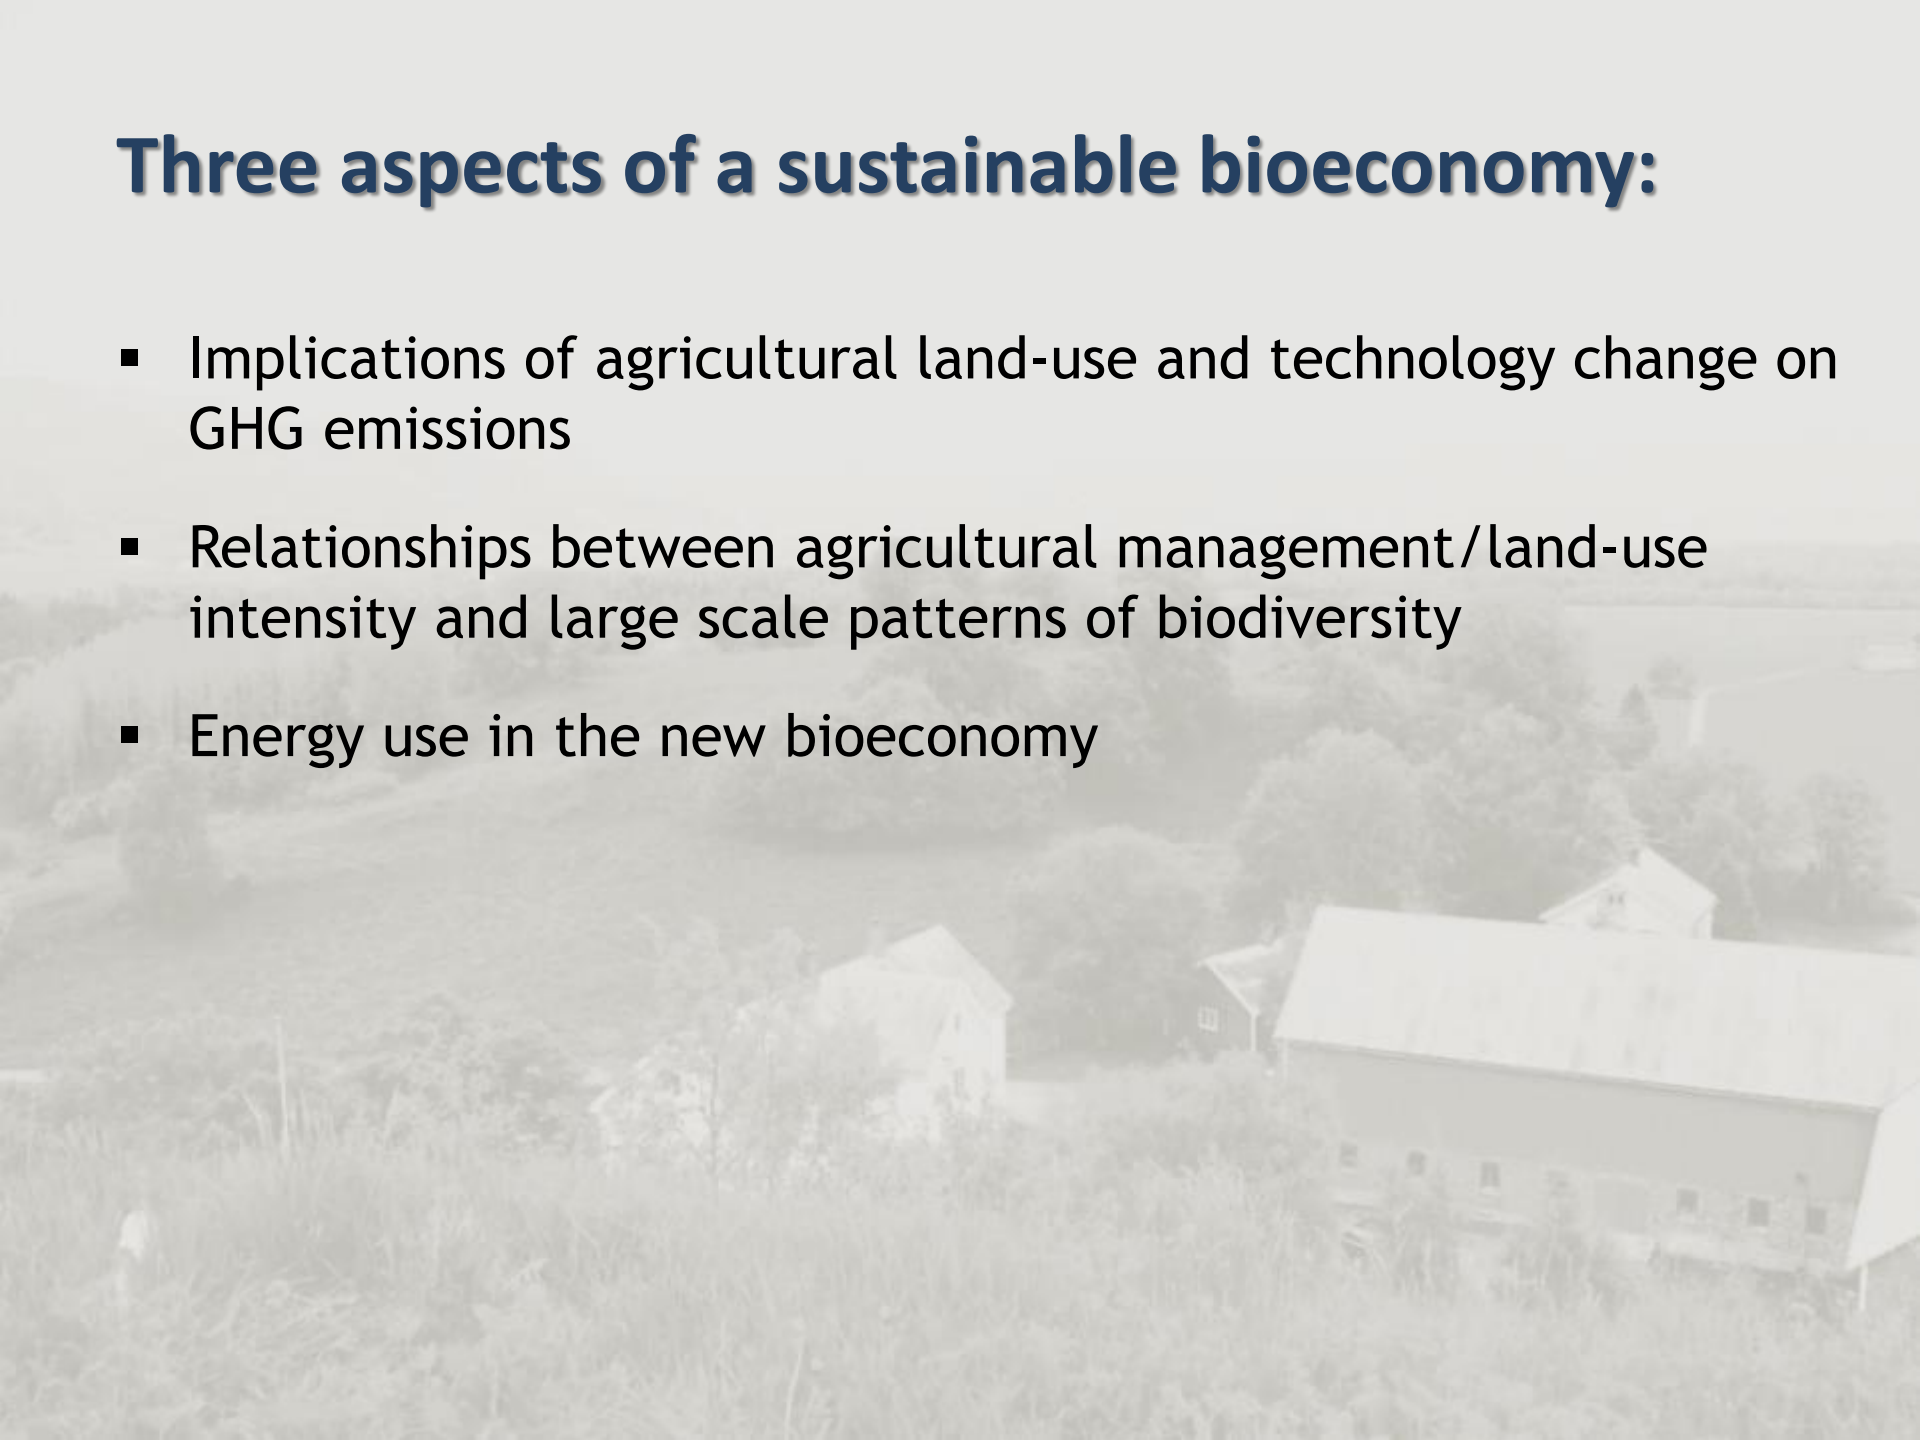 Three aspects of a sustainable bioeconomy:
▪ Implications of agricultural land-use and technology change on
GHG emissions
▪ Relationships between agricultural management/land-use
intensity and large scale patterns of biodiversity
▪ Energy use in the new bioeconomy